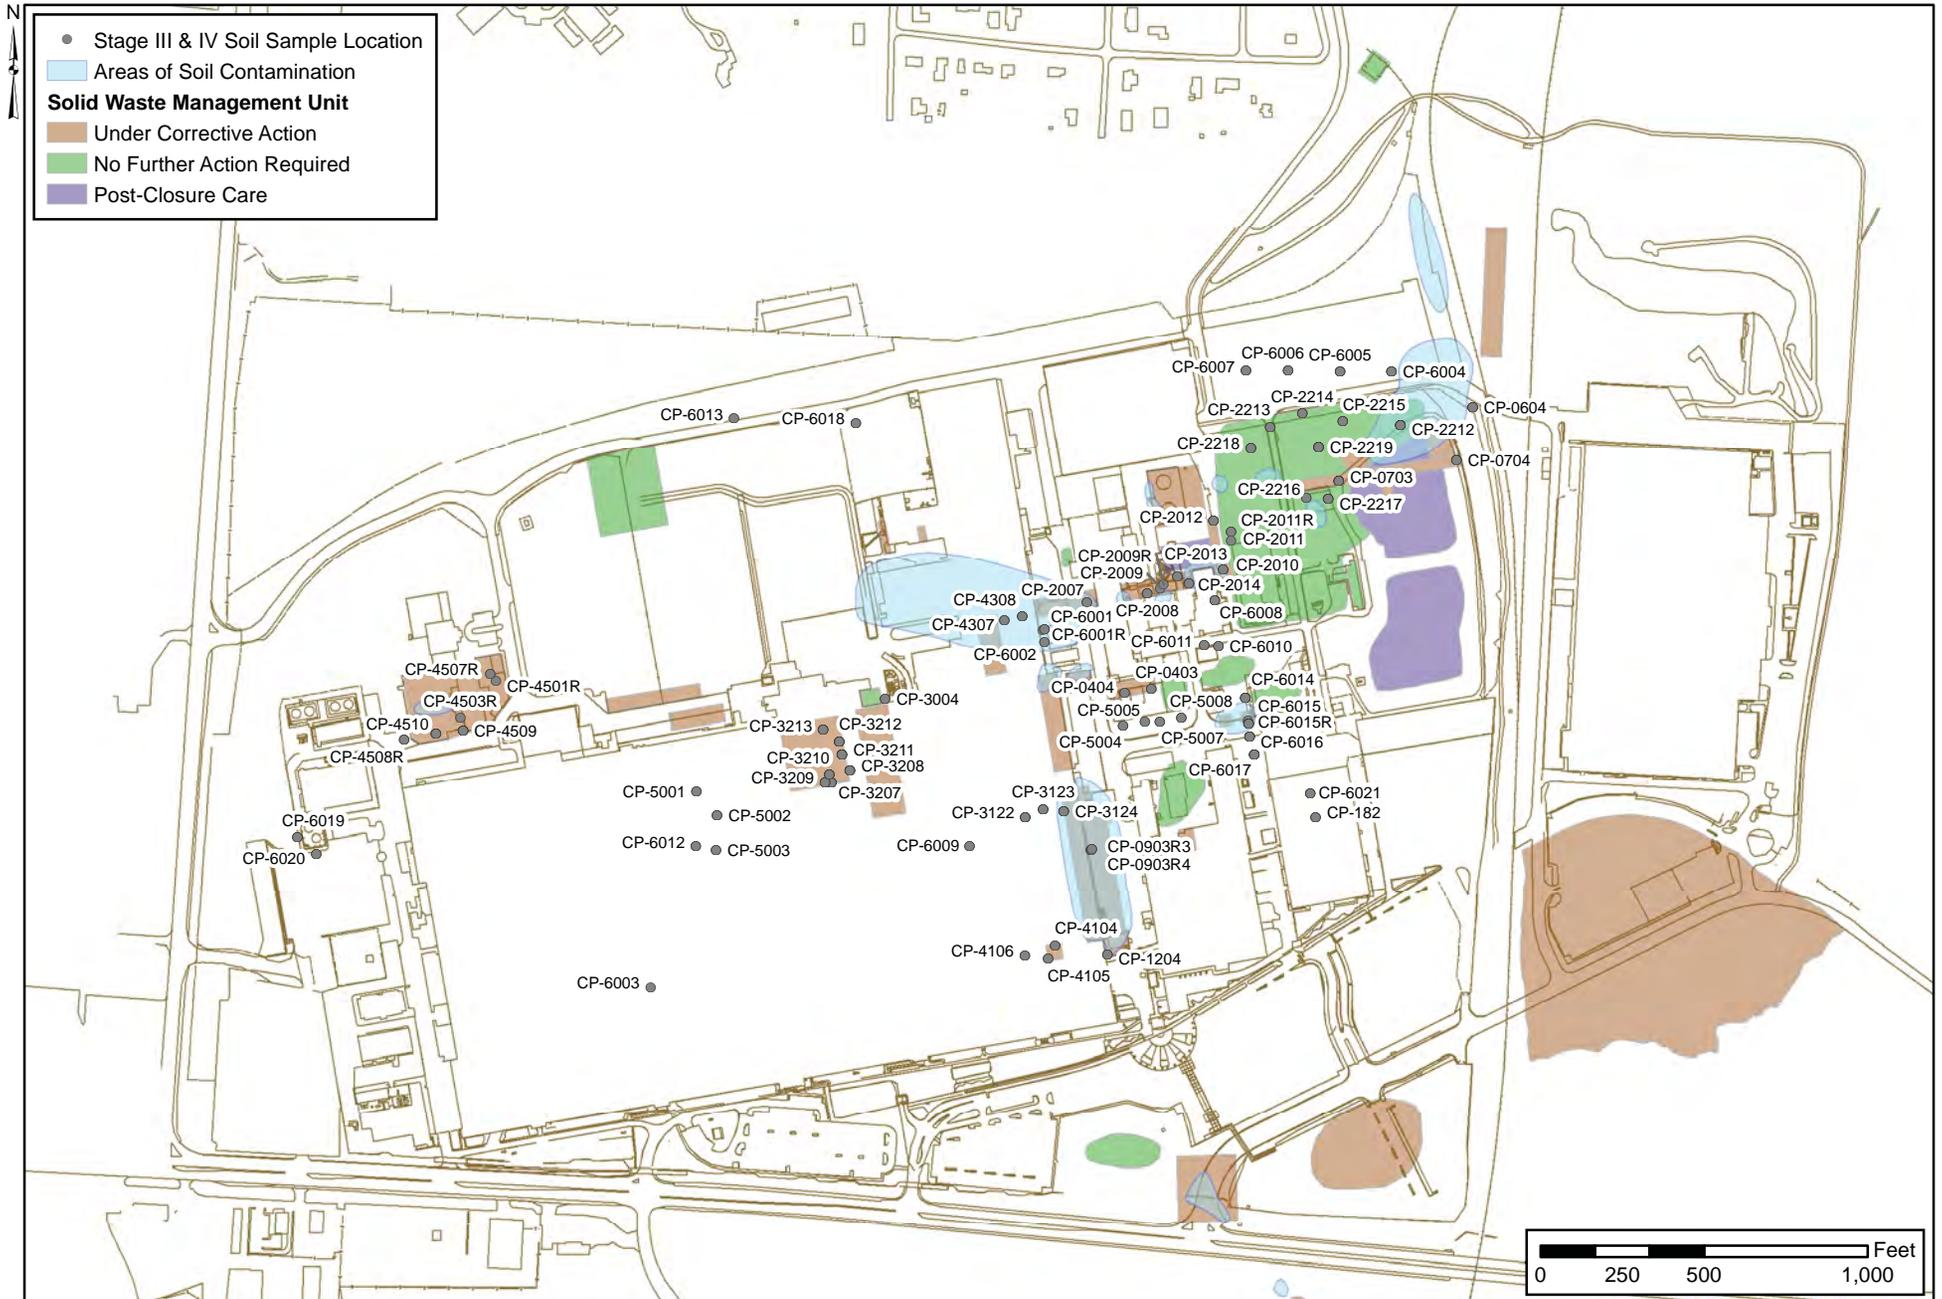 N
Stage III & IV Soil Sample Location
Areas of Soil Contamination
Solid Waste Management Unit
Under Corrective Action
No Further Action Required
Post-Closure Care
CP-6007
CP-6006
CP-6005
CP-6004
CP-0604
CP-2214
CP-2213
CP-2215
CP-2212
CP-2218
CP-2219
CP-0704
CP-6013
CP-6018
CP-0703
CP-2216
CP-2217
CP-2012
CP-2011R
CP-2011
CP-2009R
CP-2013
CP-2009
CP-2010
CP-2014
CP-2007
CP-2008
CP-6008
CP-4308
CP-4307
CP-6001
CP-6001R
CP-6002
CP-6011
CP-6010
CP-4507R
CP-4501R
CP-4503R
CP-4510
CP-4509
CP-4508R
CP-3004
CP-0403
CP-0404
CP-6014
CP-5005
CP-5008
CP-6015
CP-6015R
CP-5004
CP-5007
CP-6016
CP-6017
CP-3213
CP-3212
CP-3211
CP-3210
CP-3208
CP-3209
CP-3207
CP-5001
CP-5002
CP-6012
CP-5003
CP-6009
CP-3123
CP-3122
CP-3124
CP-6021
CP-182
CP-0903R3
CP-0903R4
CP-6019
CP-6020
CP-4104
CP-4106
CP-4105
CP-1204
CP-6003
Feet
0 250 500 1,000